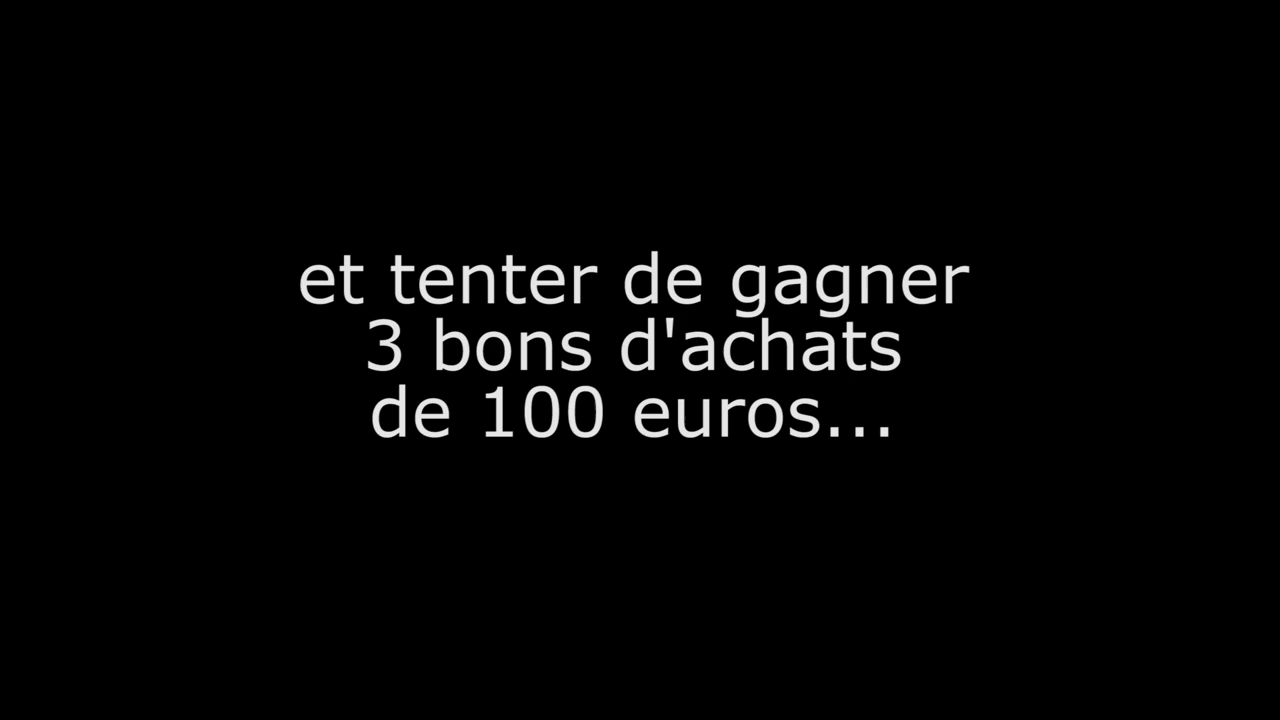 et tenter de gagner
3 bons d'achats
de 100 euros...